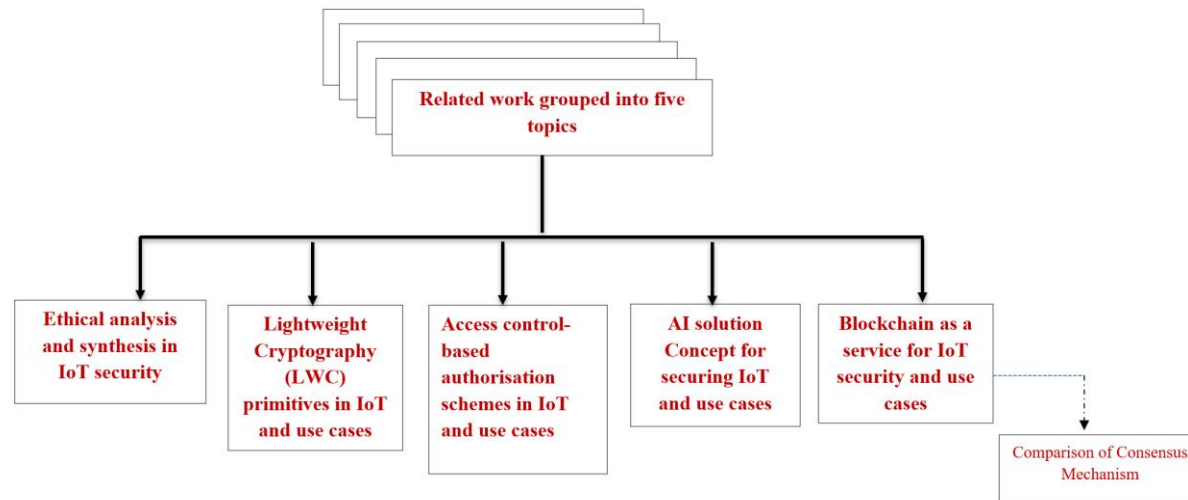 Related work grouped into five
topics
Ethical analysis
and synthesis in
IoT security
Lightweight
Cryptography
(LWC)
primitives in IoT
and use cases
Access control-
based
authorisation
schemes in IoT
and use cases
AI solution
Concept for
securing IoT
and use cases
Blockchain as a
service for IoT
security and use
cases
Comparison of Consensus
Mechanism